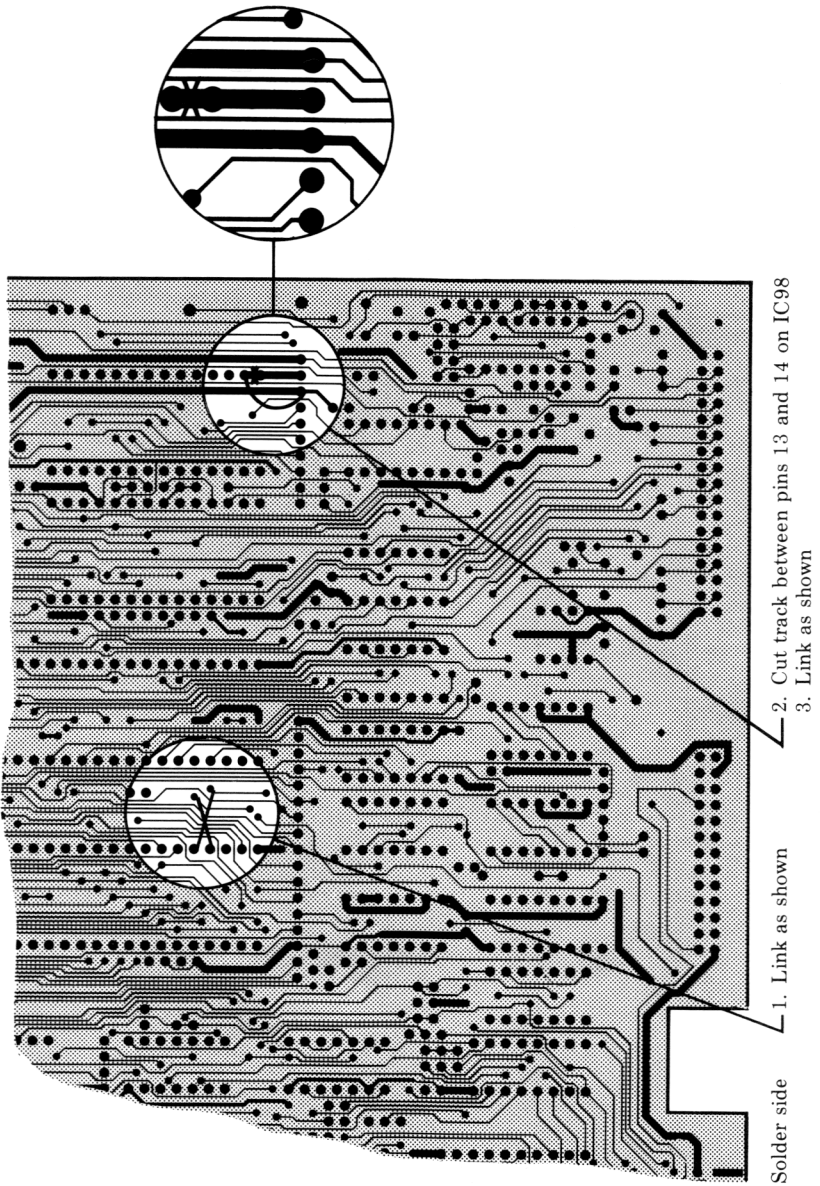 Solder side
1. Link as shown
2. Cut track between pins 13 and 14 on IC98
3. Link as shown